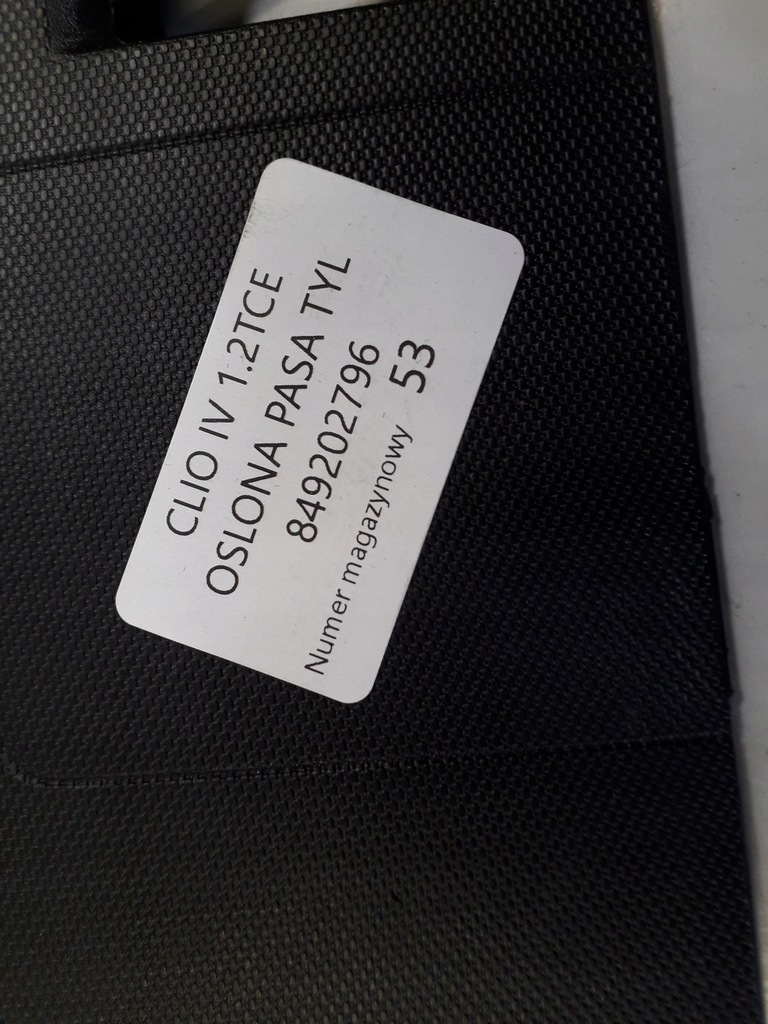 CLIO IV 1.2TCE
OSLONA PASA TYL
849202796
Numer magazynowy 53